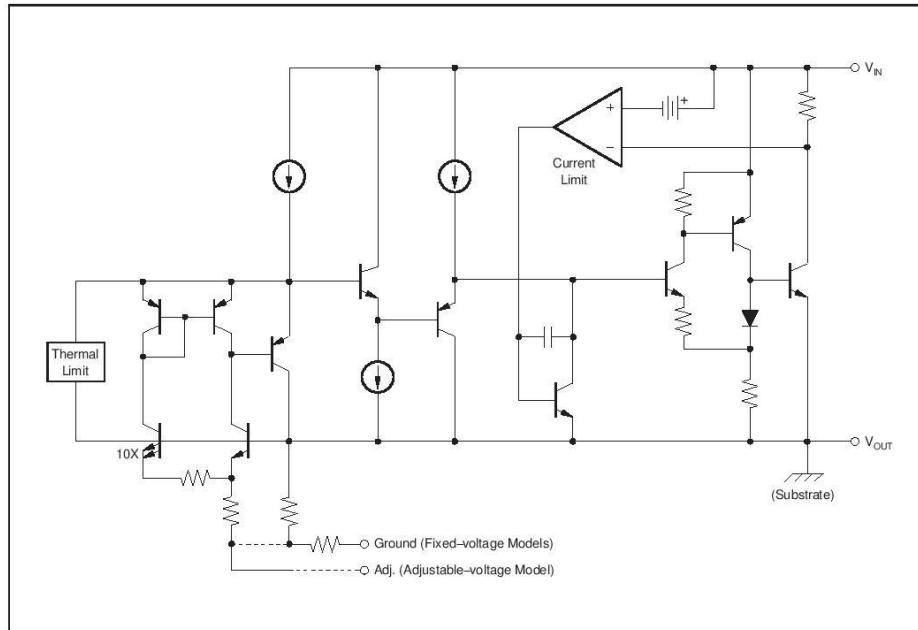 V_IN
+
+
−
Current
Limit
Thermal
Limit
10X
V_OUT
(Substrate)
Ground (Fixed–voltage Models)
Adj. (Adjustable–voltage Model)